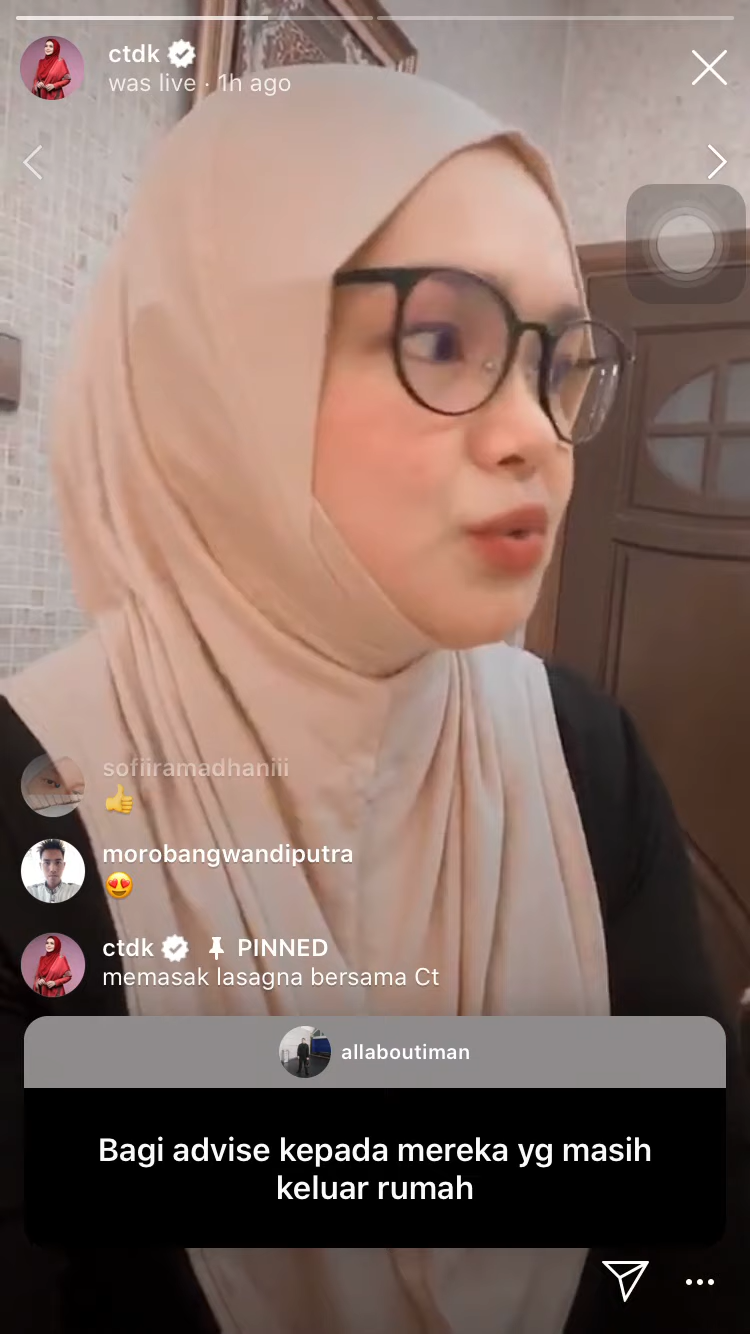 ctdk
was live · 1h ago
sofiiramadhaniii
👍
morobangwandiputra
😍
ctdk PINNED
memasak lasagna bersama Ct
allaboutiman
Bagi advise kepada mereka yg masih
keluar rumah